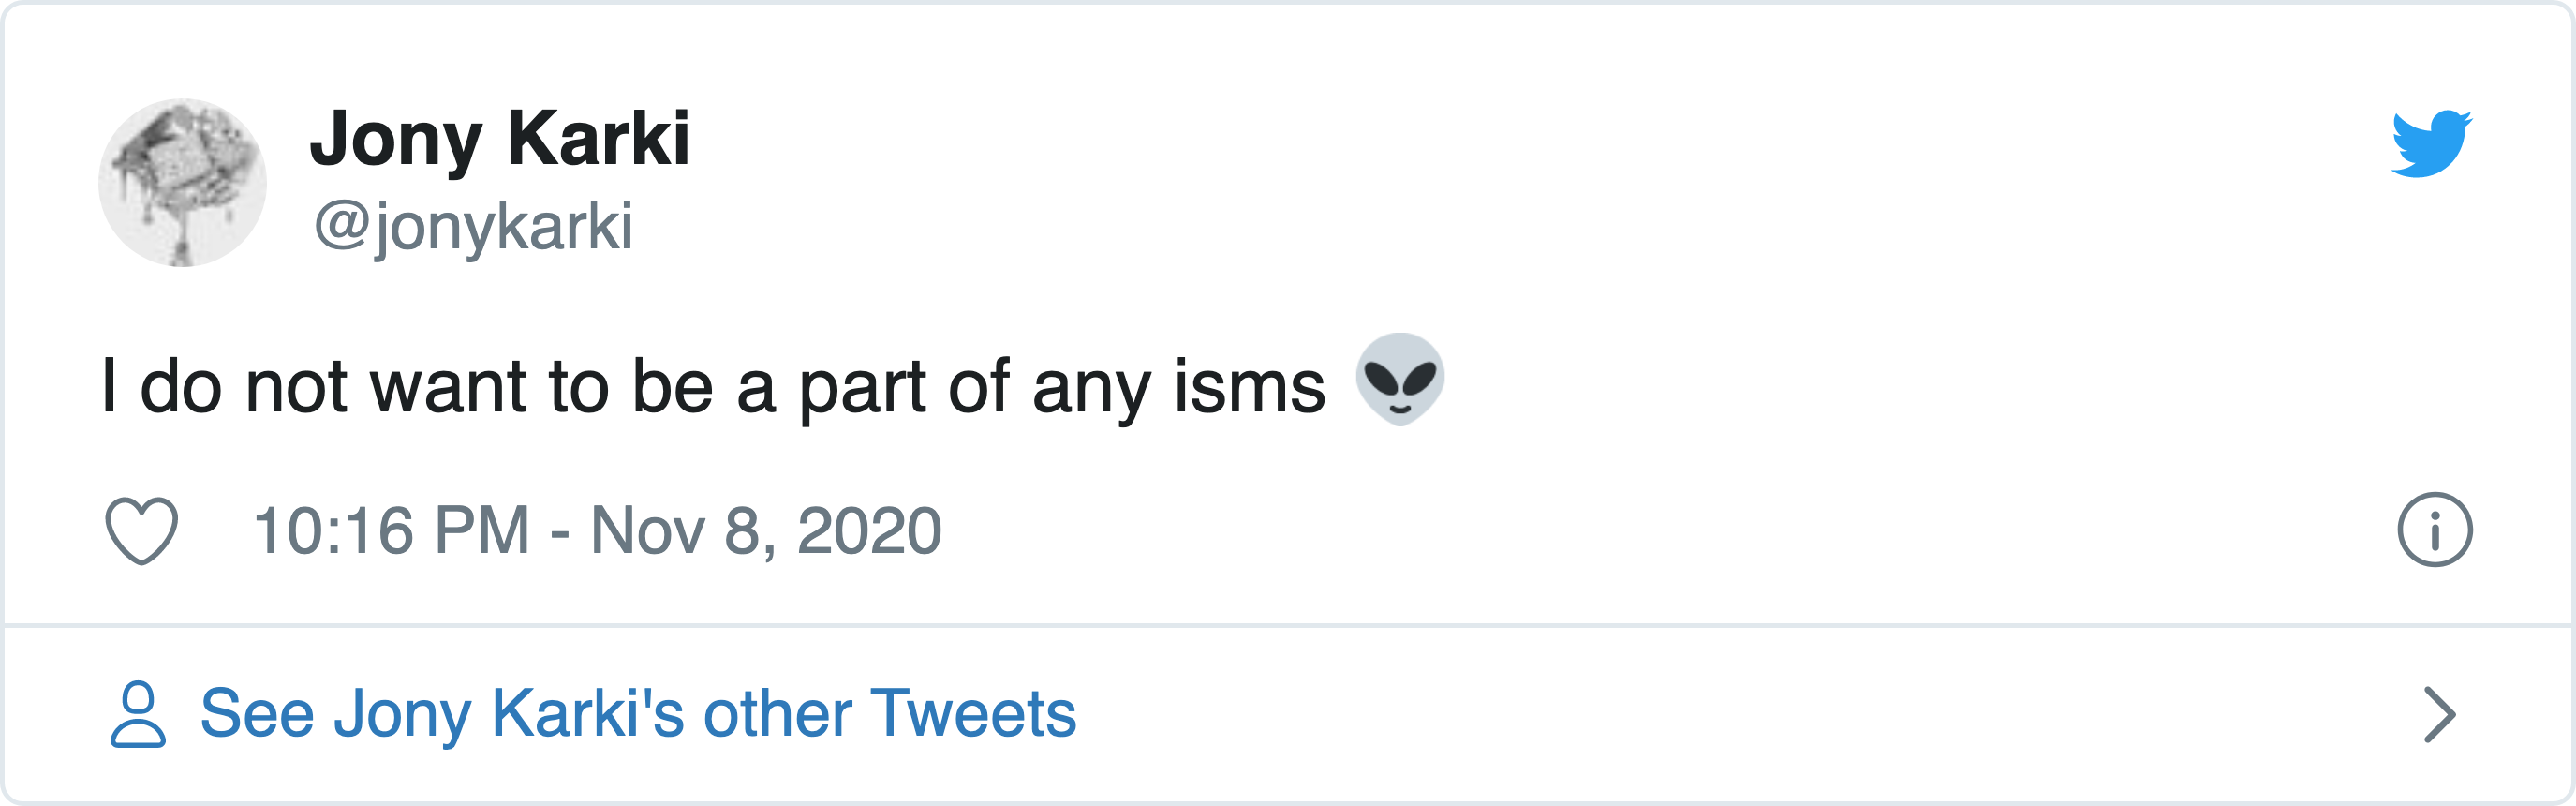 Jony Karki
@jonykarki
I do not want to be a part of any isms 👽
10:16 PM - Nov 8, 2020
See Jony Karki's other Tweets